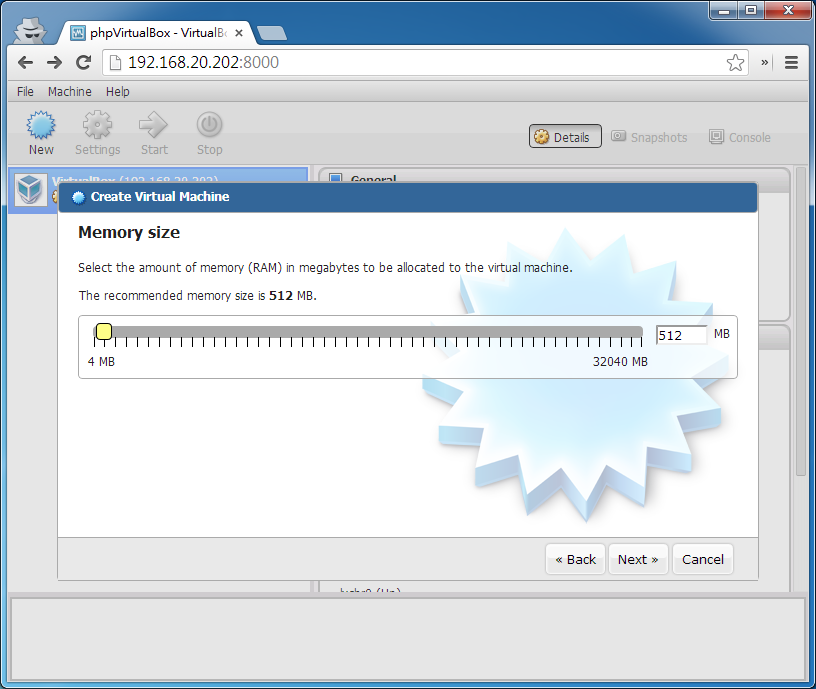 phpVirtualBox - VirtualB
192.168.20.202:8000
»
File Machine Help
New Settings Start Stop
Details Snapshots Console
VirtualBox (192.168.20.202)
General
Create Virtual Machine
Memory size
Select the amount of memory (RAM) in megabytes to be allocated to the virtual machine.
The recommended memory size is 512 MB.
512 MB
4 MB 32040 MB
« Back Next » Cancel